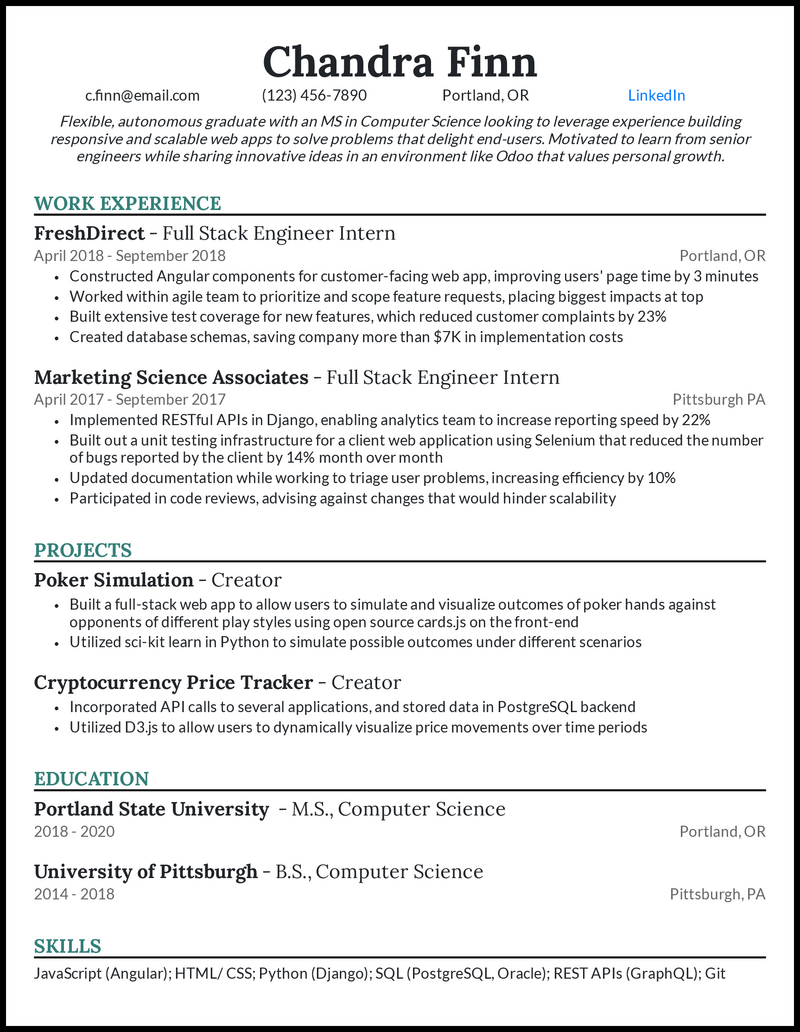 Chandra Finn
c.finn@email.com (123) 456-7890 Portland, OR LinkedIn
Flexible, autonomous graduate with an MS in Computer Science looking to leverage experience building
responsive and scalable web apps to solve problems that delight end-users. Motivated to learn from senior
engineers while sharing innovative ideas in an environment like Odoo that values personal growth.
WORK EXPERIENCE
FreshDirect - Full Stack Engineer Intern
April 2018 - September 2018 Portland, OR
• Constructed Angular components for customer-facing web app, improving users' page time by 3 minutes
• Worked within agile team to prioritize and scope feature requests, placing biggest impacts at top
• Built extensive test coverage for new features, which reduced customer complaints by 23%
• Created database schemas, saving company more than $7K in implementation costs
Marketing Science Associates - Full Stack Engineer Intern
April 2017 - September 2017 Pittsburgh PA
• Implemented RESTful APIs in Django, enabling analytics team to increase reporting speed by 22%
• Built out a unit testing infrastructure for a client web application using Selenium that reduced the number
of bugs reported by the client by 14% month over month
• Updated documentation while working to triage user problems, increasing efficiency by 10%
• Participated in code reviews, advising against changes that would hinder scalability
PROJECTS
Poker Simulation - Creator
• Built a full-stack web app to allow users to simulate and visualize outcomes of poker hands against
opponents of different play styles using open source cards.js on the front-end
• Utilized sci-kit learn in Python to simulate possible outcomes under different scenarios
Cryptocurrency Price Tracker - Creator
• Incorporated API calls to several applications, and stored data in PostgreSQL backend
• Utilized D3.js to allow users to dynamically visualize price movements over time periods
EDUCATION
Portland State University - M.S., Computer Science
2018 - 2020 Portland, OR
University of Pittsburgh - B.S., Computer Science
2014 - 2018 Pittsburgh, PA
SKILLS
JavaScript (Angular); HTML/ CSS; Python (Django); SQL (PostgreSQL, Oracle); REST APIs (GraphQL); Git